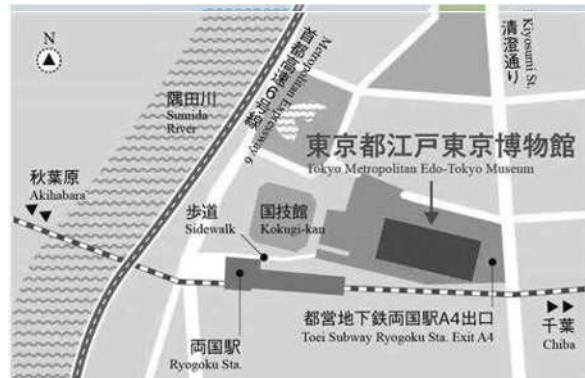 N
清澄通り
Kiyosumi St.
首都高速6号線
Metropolitan Expressway 6
隅田川
Sumida
River
東京都江戸東京博物館
Tokyo Metropolitan Edo-Tokyo Museum
秋葉原
Akihabara
歩道
Sidewalk
国技館
Kokugi-kau
都営地下鉄両国駅A4出口
Toei Subway Ryogoku Sta. Exit A4
両国駅
Ryogoku Sta.
千葉
Chiba